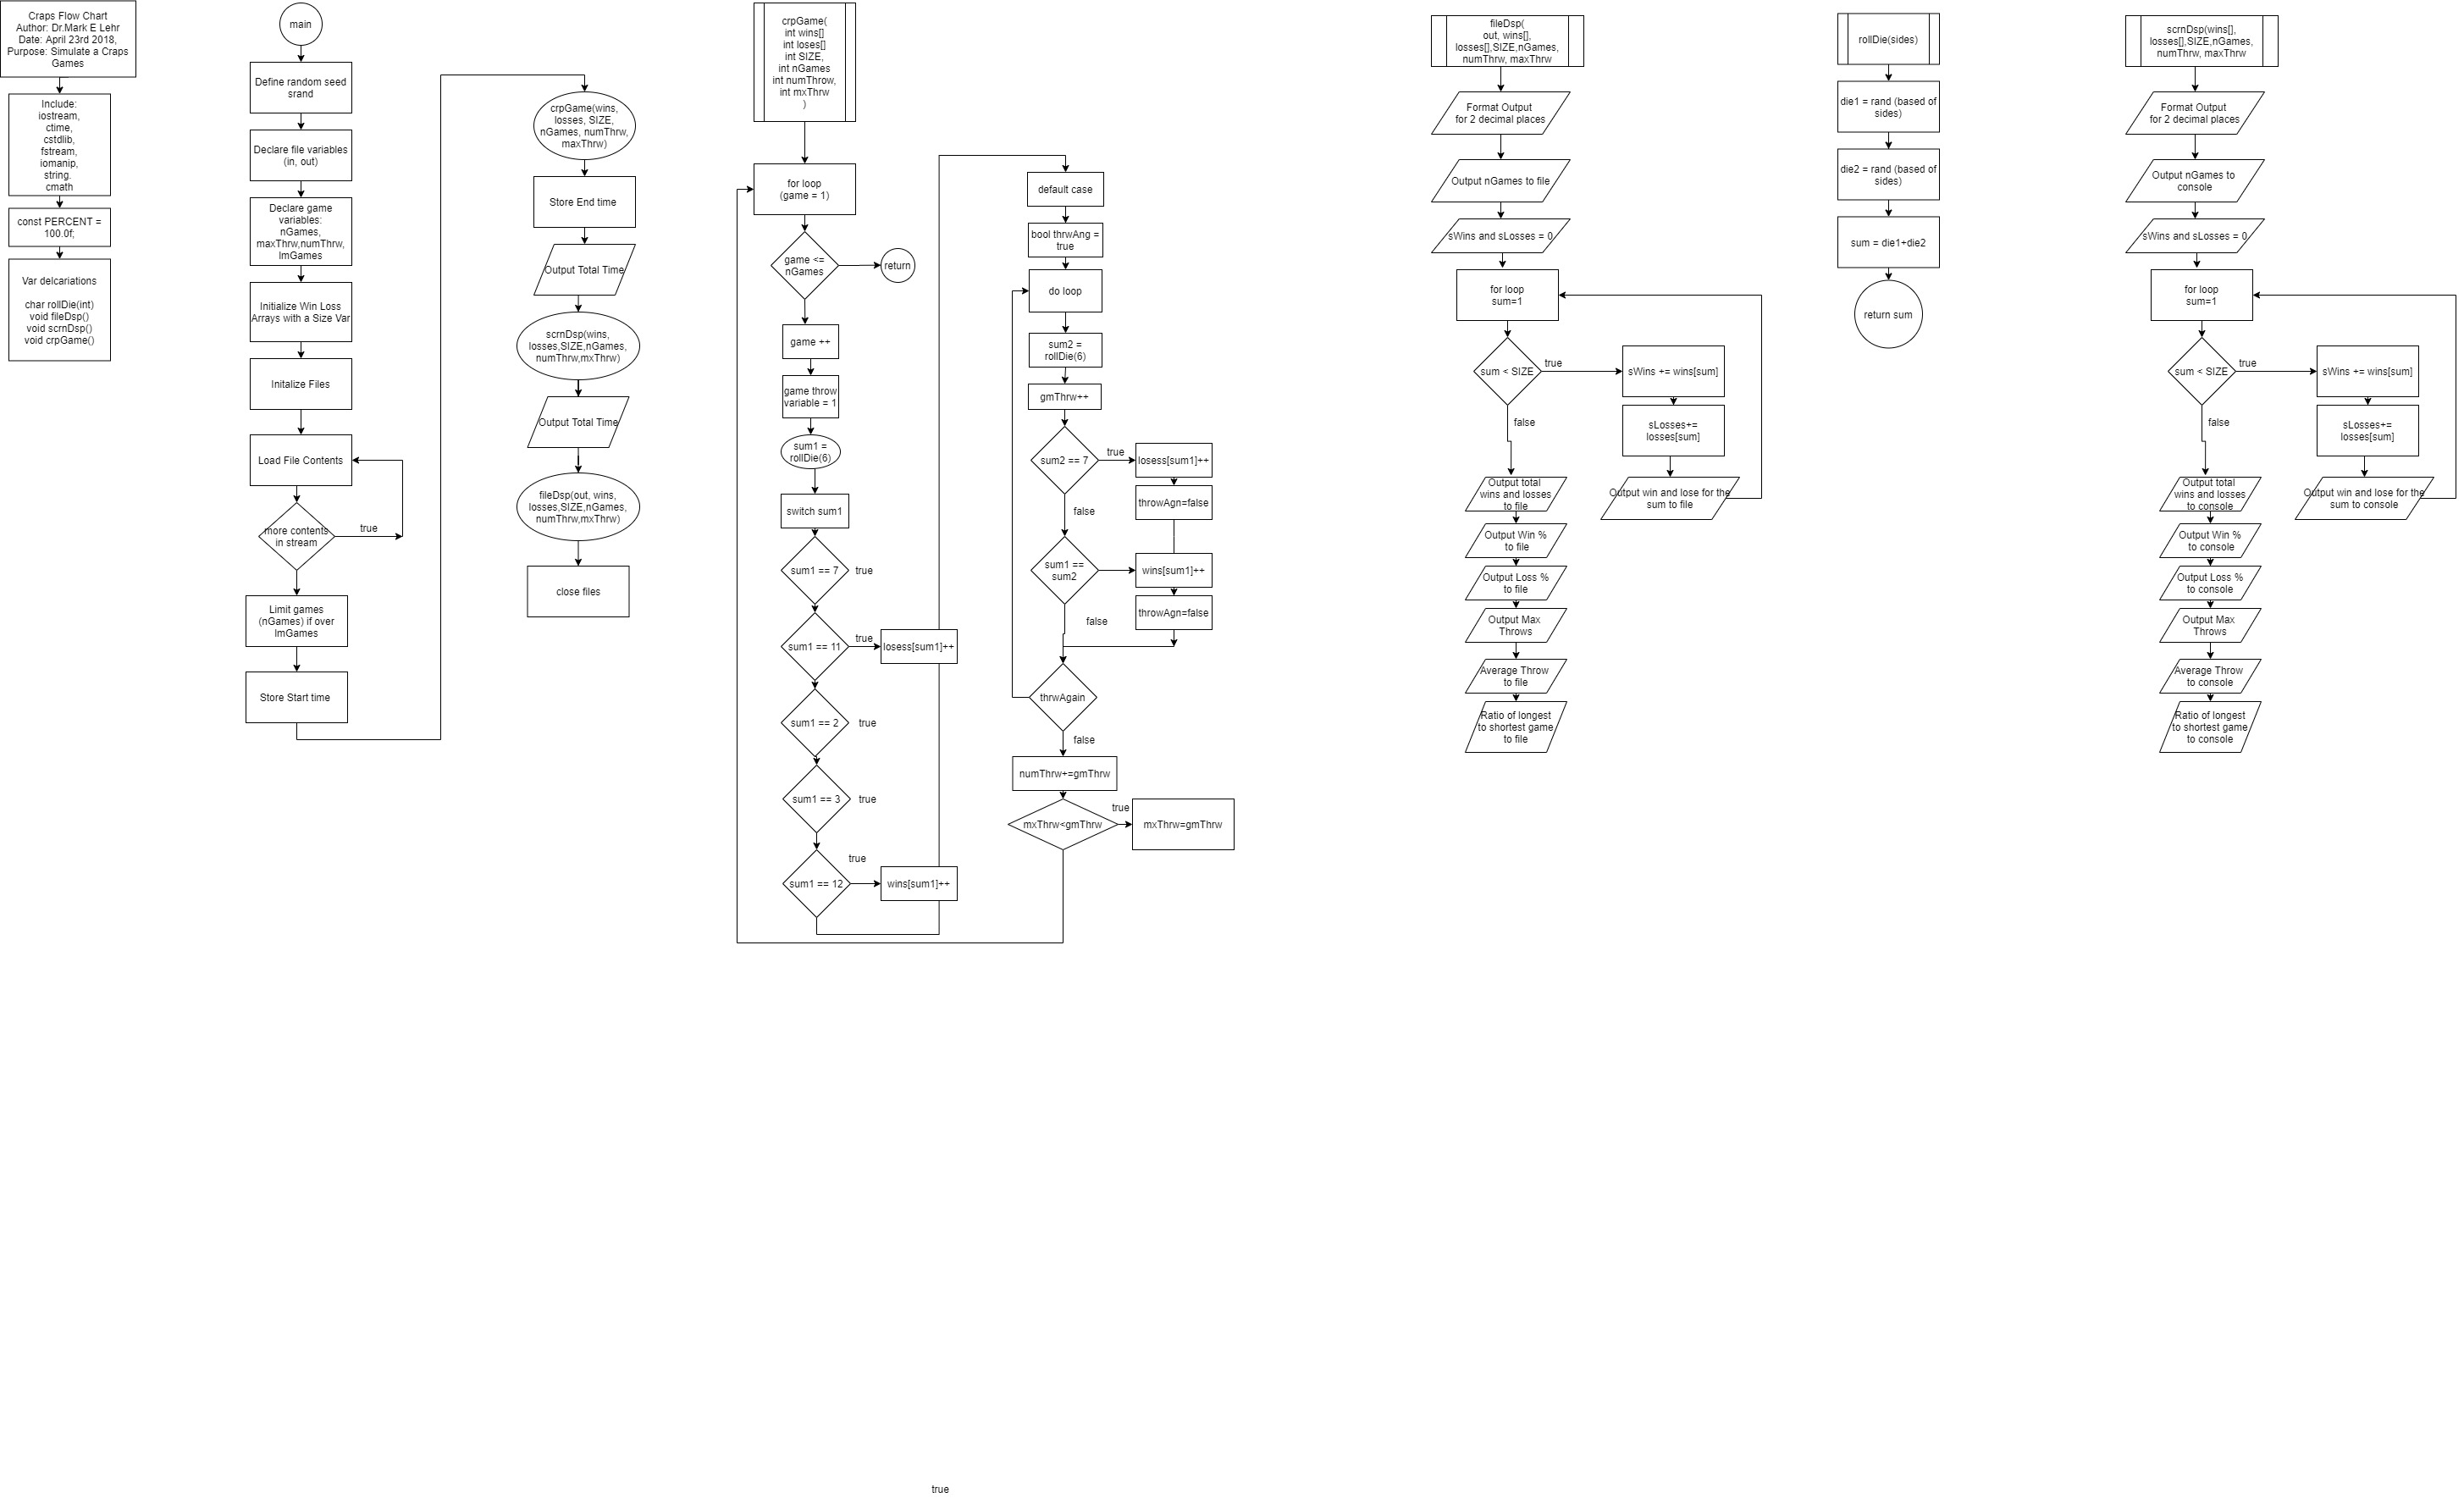 Craps Flow Chart
Author: Dr.Mark E Lehr
Date: April 23rd 2018,
Purpose: Simulate a Craps
Games
Include:
iostream,
ctime,
cstdlib,
fstream,
iomanip,
string.
cmath
const PERCENT =
100.0f;
Var delcariations
char rollDie(int)
void fileDsp()
void scrnDsp()
void crpGame()
main
Define random seed
srand
Declare file variables
(in, out)
Declare game
variables:
nGames,
maxThrw,numThrw,
lmGames
Initialize Win Loss
Arrays with a Size Var
Initalize Files
Load File Contents
more contents
in stream
true
Limit games
(nGames) if over
lmGames
Store Start time
crpGame(wins,
losses, SIZE,
nGames, numThrw,
maxThrw)
Store End time
Output Total Time
scrnDsp(wins,
losses,SIZE,nGames,
numThrw,mxThrw)
Output Total Time
fileDsp(out, wins,
losses,SIZE,nGames,
numThrw,mxThrw)
close files
crpGame(
int wins[]
int loses[]
int SIZE,
int nGames
int numThrow,
int mxThrw
)
for loop
(game = 1)
game <=
nGames
return
game ++
game throw
variable = 1
sum1 =
rollDie(6)
switch sum1
sum1 == 7
true
sum1 == 11
true
losess[sum1]++
sum1 == 2
true
sum1 == 3
true
sum1 == 12
true
wins[sum1]++
default case
bool thrwAng =
true
do loop
sum2 =
rollDie(6)
gmThrw++
sum2 == 7
true
losess[sum1]++
throwAgn=false
false
sum1 ==
sum2
wins[sum1]++
throwAgn=false
false
thrwAgain
false
numThrw+=gmThrw
mxThrw<gmThrw
true
mxThrw=gmThrw
fileDsp(
out, wins[],
losses[],SIZE,nGames,
numThrw, maxThrw
Format Output
for 2 decimal places
Output nGames to file
sWins and sLosses = 0
for loop
sum=1
sum < SIZE
true
sWins += wins[sum]
sLosses+=
losses[sum]
Output win and lose for the
sum to file
false
Output total
wins and losses
to file
Output Win %
to file
Output Loss %
to file
Output Max
Throws
Average Throw
to file
Ratio of longest
to shortest game
to file
rollDie(sides)
die1 = rand (based of
sides)
die2 = rand (based of
sides)
sum = die1+die2
return sum
scrnDsp(wins[],
losses[],SIZE,nGames,
numThrw, maxThrw
Format Output
for 2 decimal places
Output nGames to
console
sWins and sLosses = 0
for loop
sum=1
sum < SIZE
true
sWins += wins[sum]
sLosses+=
losses[sum]
Output win and lose for the
sum to console
false
Output total
wins and losses
to console
Output Win %
to console
Output Loss %
to console
Output Max
Throws
Average Throw
to console
Ratio of longest
to shortest game
to console
true